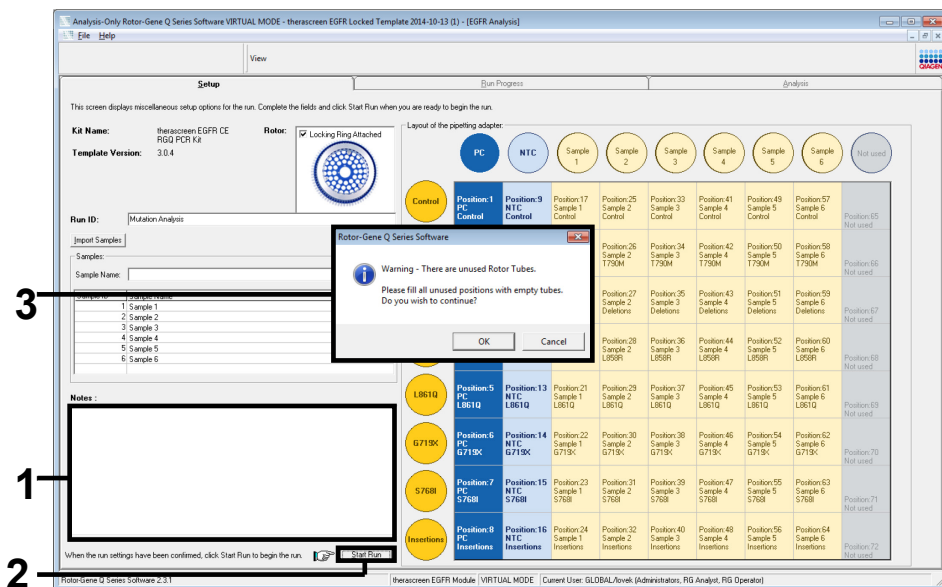 Analysis-Only Rotor-Gene Q Series Software VIRTUAL MODE - therascreen EGFR Locked Template 2014-10-13 (1) - [EGFR Analysis]
File Help
View
QIAGEN
Setup
Run Progress
Analysis
This screen displays miscellaneous setup options for the run. Complete the fields and click Start Run when you are ready to begin the run.
Kit Name: therascreen EGFR CE
RGQ PCR Kit
Rotor:
Locking Ring Attached
Template Version: 3.0.4
Run ID: Mutation Analysis
Import Samples
Samples:
Sample Name:
Sample Name
1 Sample 1
2 Sample 2
3 Sample 3
4 Sample 4
5 Sample 5
6 Sample 6
Notes :
When the run settings have been confirmed, click Start Run to begin the run.
Start Run
Layout of the pipetting adapter:
PC NTC Sample 1 Sample 2 Sample 3 Sample 4 Sample 5 Sample 6 Not used
Control
Position:1 Position:9 Position:17 Position:25 Position:33 Position:41 Position:49 Position:57
PC NTC Sample 1 Sample 2 Sample 3 Sample 4 Sample 5 Sample 6
Control Control Control Control Control Control Control Control
Position:65
Not used
Position:26 Position:34 Position:42 Position:50 Position:58
Sample 2 Sample 3 Sample 4 Sample 5 Sample 6
T790M T790M T790M T790M T790M
Position:66
Not used
Position:27 Position:35 Position:43 Position:51 Position:59
Sample 2 Sample 3 Sample 4 Sample 5 Sample 6
Deletions Deletions Deletions Deletions Deletions
Position:67
Not used
Position:28 Position:36 Position:44 Position:52 Position:60
Sample 2 Sample 3 Sample 4 Sample 5 Sample 6
L858R L858R L858R L858R L858R
Position:68
Not used
L861Q
Position:5 Position:13 Position:21 Position:29 Position:37 Position:45 Position:53 Position:61
PC NTC Sample 1 Sample 2 Sample 3 Sample 4 Sample 5 Sample 6
L861Q L861Q L861Q L861Q L861Q L861Q L861Q L861Q
Position:69
Not used
G719X
Position:6 Position:14 Position:22 Position:30 Position:38 Position:46 Position:54 Position:62
PC NTC Sample 1 Sample 2 Sample 3 Sample 4 Sample 5 Sample 6
G719X G719X G719X G719X G719X G719X G719X G719X
Position:70
Not used
S768I
Position:7 Position:15 Position:23 Position:31 Position:39 Position:47 Position:55 Position:63
PC NTC Sample 1 Sample 2 Sample 3 Sample 4 Sample 5 Sample 6
S768I S768I S768I S768I S768I S768I S768I S768I
Position:71
Not used
Insertions
Position:8 Position:16 Position:24 Position:32 Position:40 Position:48 Position:56 Position:64
PC NTC Sample 1 Sample 2 Sample 3 Sample 4 Sample 5 Sample 6
Insertions Insertions Insertions Insertions Insertions Insertions Insertions Insertions
Position:72
Not used
Rotor-Gene Q Series Software
Warning - There are unused Rotor Tubes.
Please fill all unused positions with empty tubes.
Do you wish to continue?
OK Cancel
3
1
2
Rotor-Gene Q Series Software 2.3.1
therascreen EGFR Module VIRTUAL MODE Current User: GLOBAL/lovek (Administrators, RG Analyst, RG Operator)